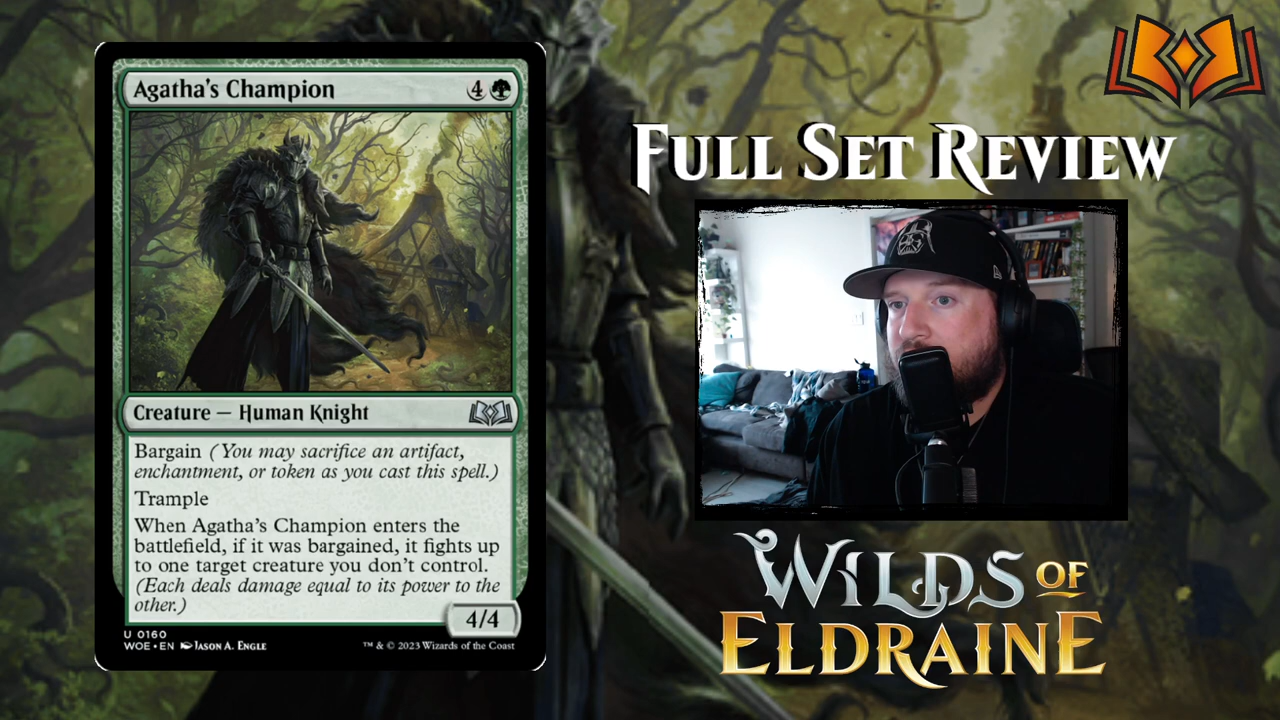 Agatha's Champion
4
Creature — Human Knight
Bargain (You may sacrifice an artifact,
enchantment, or token as you cast this spell.)
Trample
When Agatha's Champion enters the
battlefield, if it was bargained, it fights up
to one target creature you don't control.
(Each deals damage equal to its power to the
other.)
4/4
U 0160
WOE • EN JASON A. ENGLE
™ & © 2023 Wizards of the Coast
FULL SET REVIEW
WILDS OF
ELDRAINE